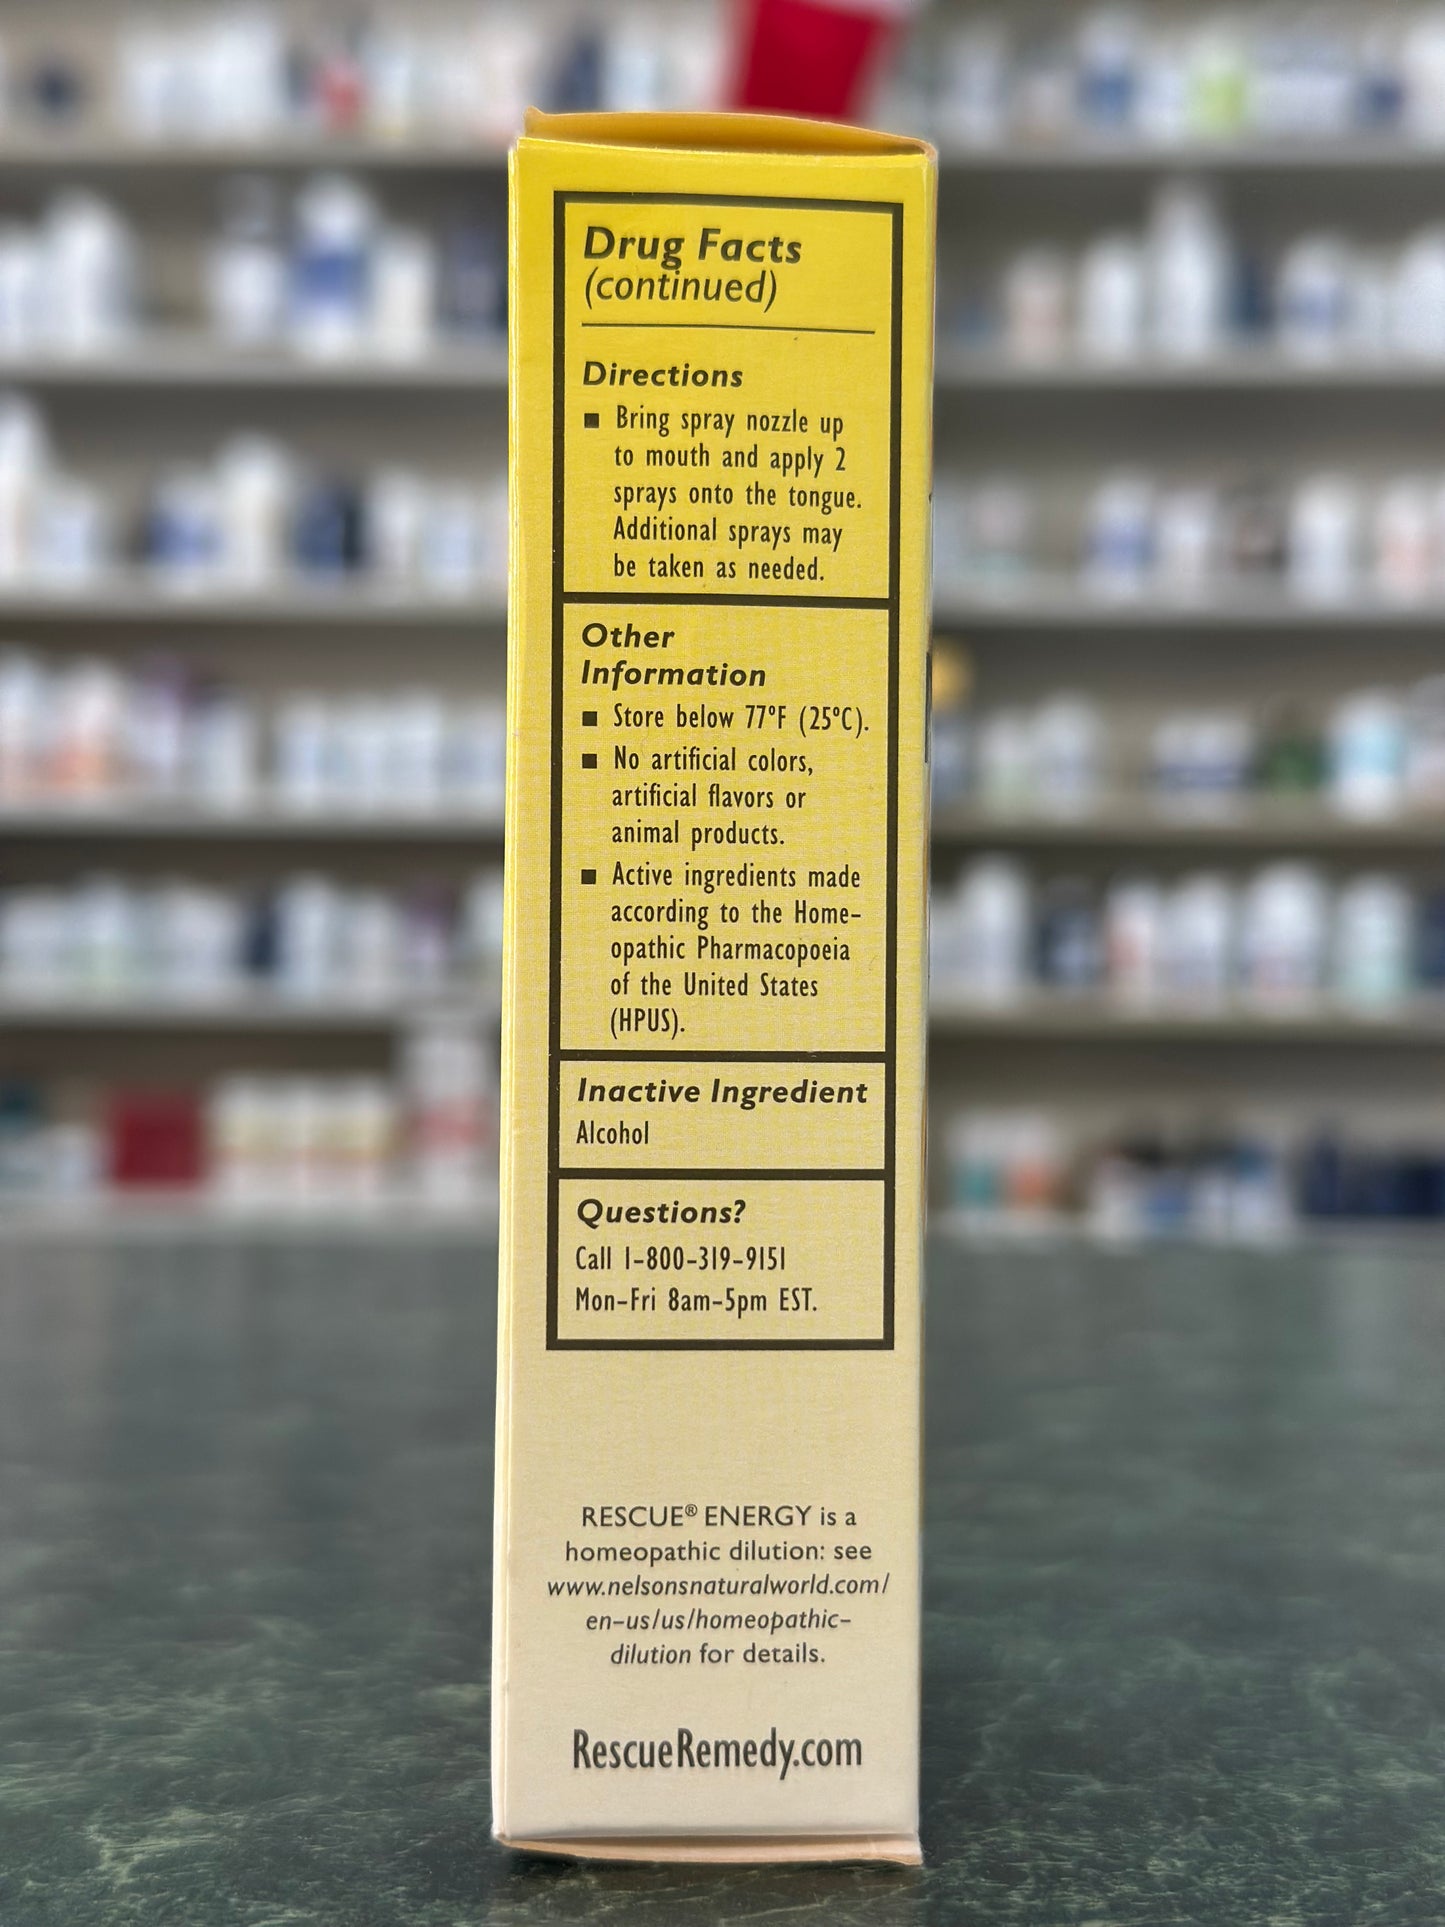 Drug Facts
(continued)
Directions
■ Bring spray nozzle up
to mouth and apply 2
sprays onto the tongue.
Additional sprays may
be taken as needed.
Other
Information
■ Store below 77°F (25°C).
■ No artificial colors,
artificial flavors or
animal products.
■ Active ingredients made
according to the Home-
opathic Pharmacopoeia
of the United States
(HPUS).
Inactive Ingredient
Alcohol
Questions?
Call 1-800-319-9151
Mon-Fri 8am-5pm EST.
RESCUE® ENERGY is a
homeopathic dilution: see
www.nelsonsnaturalworld.com/
en-us/us/homeopathic-
dilution for details.
RescueRemedy.com